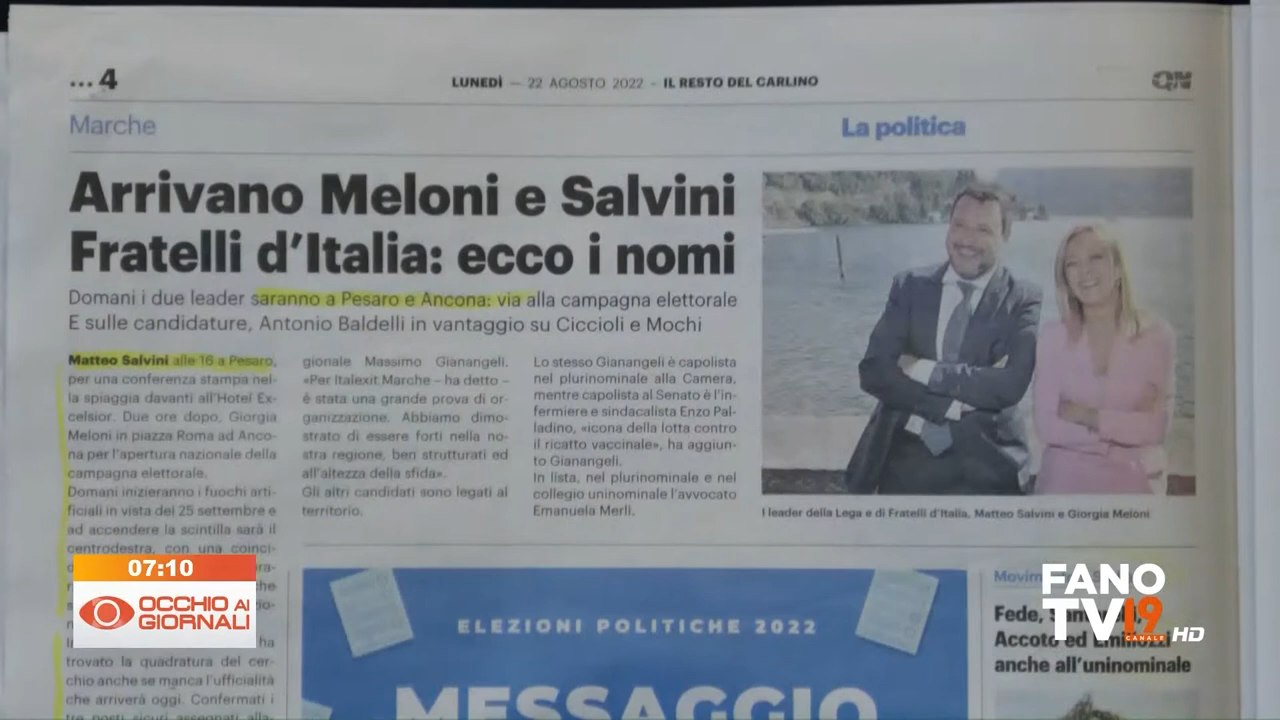 ... 4
LUNEDÌ — 22 AGOSTO 2022 – IL RESTO DEL CARLINO
QN
Marche
La politica
Arrivano Meloni e Salvini
Fratelli d'Italia: ecco i nomi
Domani i due leader saranno a Pesaro e Ancona: via alla campagna elettorale
E sulle candidature, Antonio Baldelli in vantaggio su Ciccioli e Mochi
Matteo Salvini alle 16 a Pesaro,
per una conferenza stampa nel-
la spiaggia davanti all'Hotel Ex-
celsior. Due ore dopo, Giorgia
Meloni in piazza Roma ad Anco-
na per l'apertura nazionale della
campagna elettorale.
Domani inizieranno i fuochi arti-
ficiali in vista del 25 settembre e
ad accendere la scintilla sarà il
centrodestra, con una coinci-
ha
trovato la quadratura del cer-
chio anche se manca l'ufficialità
che arriverà oggi. Confermati i
tre posti sicuri assegnati alla-
gionale Massimo Gianangeli.
«Per Italexit Marche – ha detto –
è stata una grande prova di or-
ganizzazione. Abbiamo dimo-
strato di essere forti nella no-
stra regione, ben strutturati ed
all'altezza della sfida».
Gli altri candidati sono legati al
territorio.
Lo stesso Gianangeli è capolista
nel plurinominale alla Camera,
mentre capolista al Senato è l'in-
fermiere e sindacalista Enzo Pal-
ladino, «icona della lotta contro
il ricatto vaccinale», ha aggiun-
to Gianangeli.
In lista, nel plurinominale e nel
collegio uninominale l'avvocato
Emanuela Merli.
I leader della Lega e di Fratelli d'Italia, Matteo Salvini e Giorgia Meloni
ELEZIONI POLITICHE 2022
MESSAGGIO
Fede,
Accoto ed Emiliozzi
anche all'uninominale
07:10
OCCHIO AI
GIORNALI
FANO
TV 19
CANALE HD